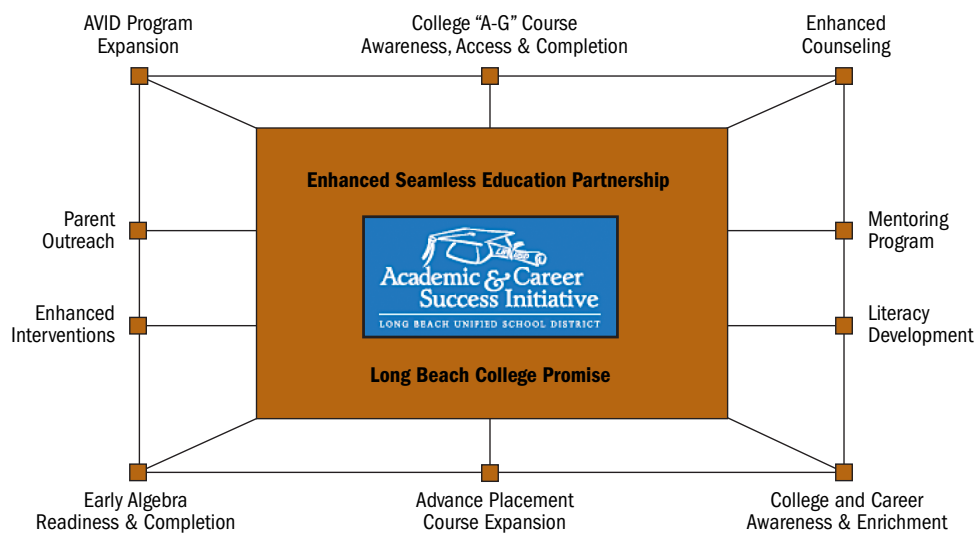 AVID Program
Expansion
College “A-G” Course
Awareness, Access & Completion
Enhanced
Counseling
Enhanced Seamless Education Partnership
Parent
Outreach
Mentoring
Program
Academic & Career
Success Initiative
LONG BEACH UNIFIED SCHOOL DISTRICT
Enhanced
Interventions
Literacy
Development
Long Beach College Promise
Early Algebra
Readiness & Completion
Advance Placement
Course Expansion
College and Career
Awareness & Enrichment